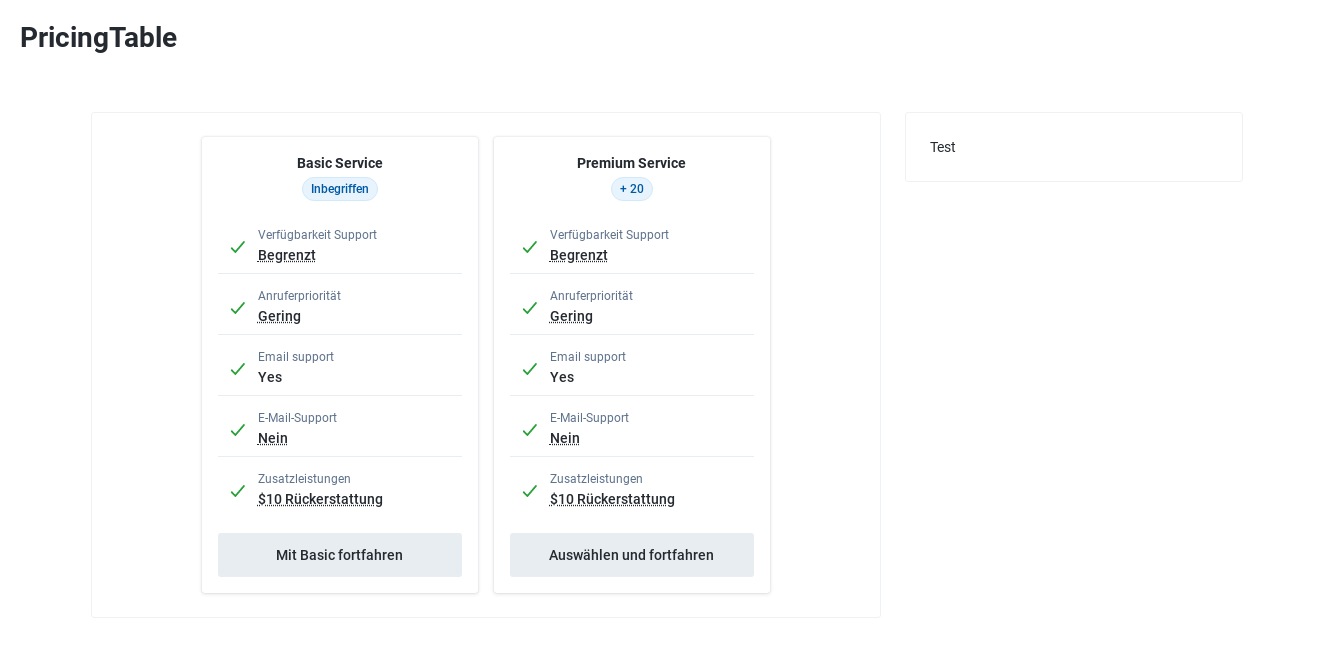 PricingTable
Basic Service
Inbegriffen
Verfügbarkeit Support
Begrenzt
Anruferpriorität
Gering
Email support
Yes
E-Mail-Support
Nein
Zusatzleistungen
$10 Rückerstattung
Mit Basic fortfahren
Premium Service
+ 20
Verfügbarkeit Support
Begrenzt
Anruferpriorität
Gering
Email support
Yes
E-Mail-Support
Nein
Zusatzleistungen
$10 Rückerstattung
Auswählen und fortfahren
Test